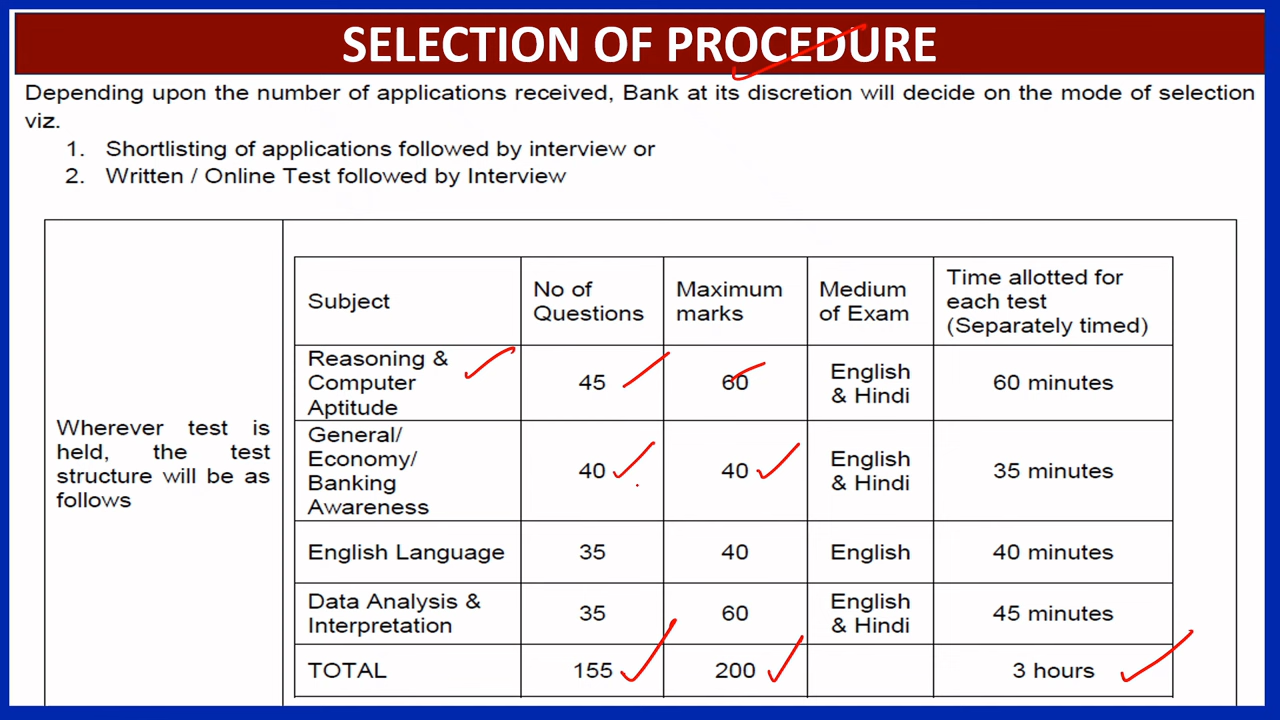 SELECTION OF PROCEDURE
Depending upon the number of applications received, Bank at its discretion will decide on the mode of selection
viz.
1. Shortlisting of applications followed by interview or
2. Written / Online Test followed by Interview
Wherever test is
held, the test
structure will be as
follows
Subject
No of
Questions
Maximum
marks
Medium
of Exam
Time allotted for
each test
(Separately timed)
Reasoning &
Computer
Aptitude
45
60
English
& Hindi
60 minutes
General/
Economy/
Banking
Awareness
40
40
English
& Hindi
35 minutes
English Language
35
40
English
40 minutes
Data Analysis &
Interpretation
35
60
English
& Hindi
45 minutes
TOTAL
155
200
3 hours